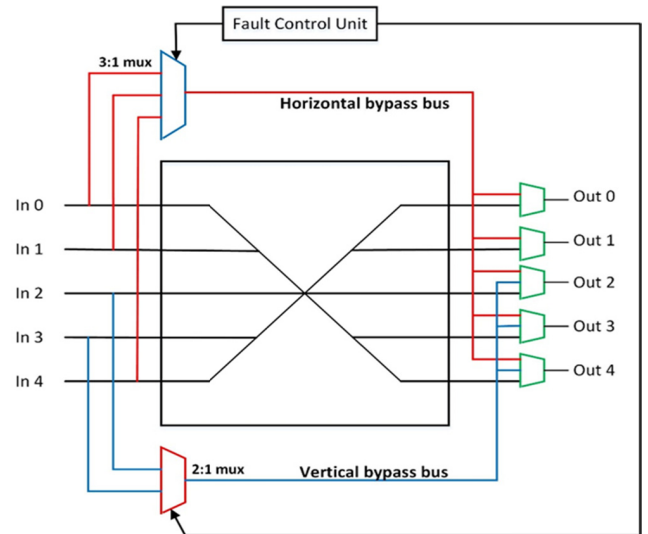 Fault Control Unit
3:1 mux
Horizontal bypass bus
In 0
Out 0
In 1
Out 1
In 2
Out 2
In 3
Out 3
In 4
Out 4
2:1 mux
Vertical bypass bus